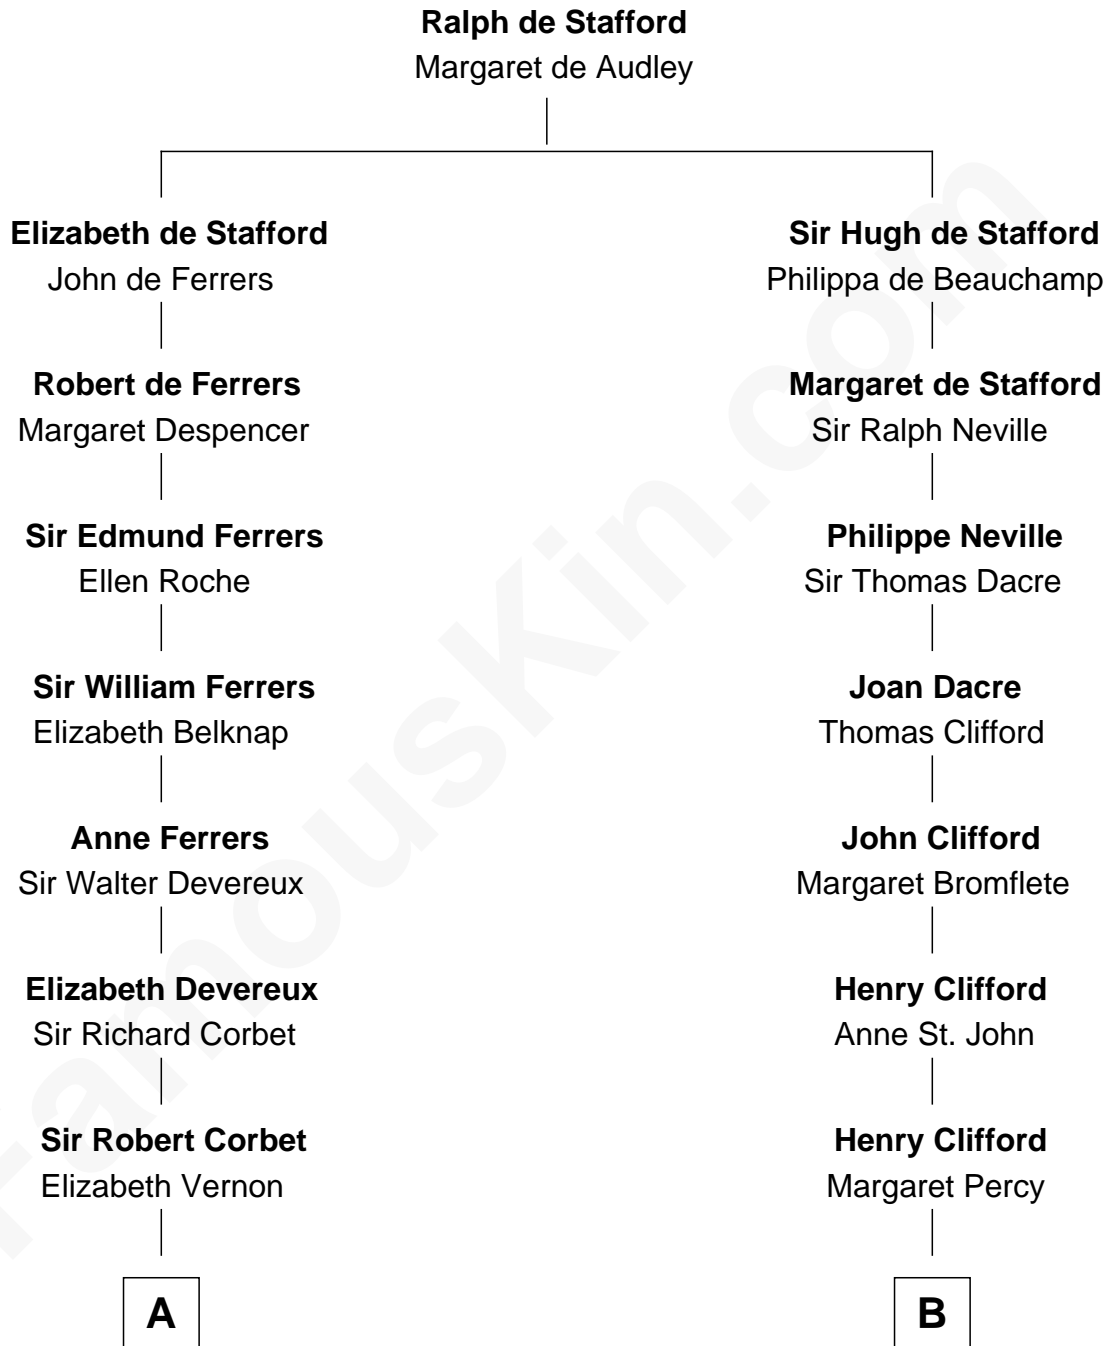 Ralph de Stafford
Margaret de Audley
Elizabeth de Stafford
John de Ferrers
Sir Hugh de Stafford
Philippa de Beauchamp
Robert de Ferrers
Margaret Despencer
Margaret de Stafford
Sir Ralph Neville
Sir Edmund Ferrers
Ellen Roche
Philippe Neville
Sir Thomas Dacre
Sir William Ferrers
Elizabeth Belknap
Joan Dacre
Thomas Clifford
Anne Ferrers
Sir Walter Devereux
John Clifford
Margaret Bromflete
Elizabeth Devereux
Sir Richard Corbet
Henry Clifford
Anne St. John
Sir Robert Corbet
Elizabeth Vernon
Henry Clifford
Margaret Percy
A
B
FamousKin.com